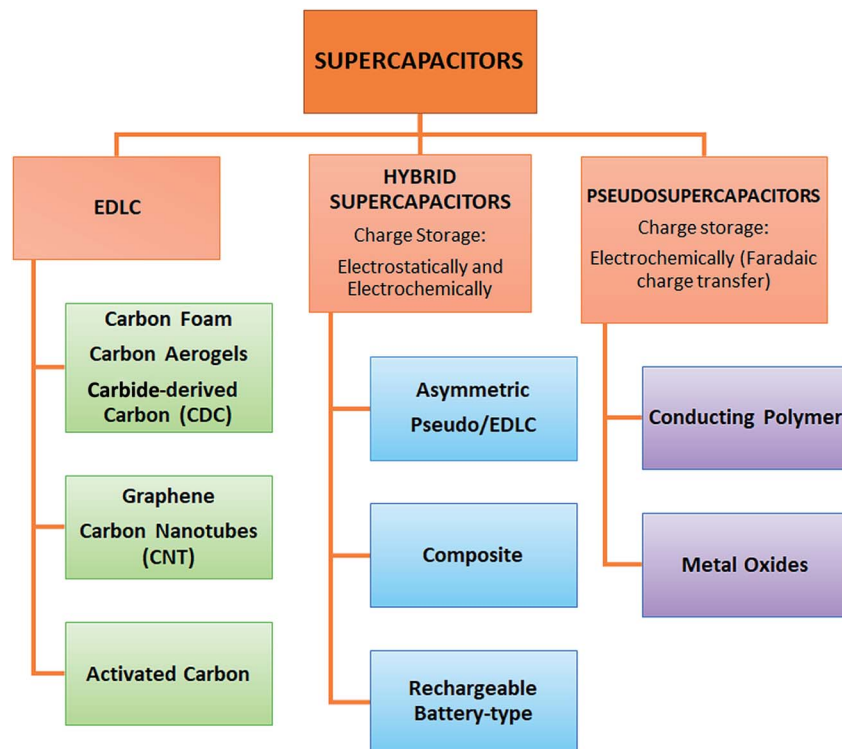 SUPERCAPACITORS
EDLC
Carbon Foam
Carbon Aerogels
Carbide-derived
Carbon (CDC)
Graphene
Carbon Nanotubes
(CNT)
Activated Carbon
HYBRID
SUPERCAPACITORS
Charge Storage:
Electrostatically and
Electrochemically
Asymmetric
Pseudo/EDLC
Composite
Rechargeable
Battery-type
PSEUDOSUPERCAPACITORS
Charge storage:
Electrochemically (Faradaic
charge transfer)
Conducting Polymer
Metal Oxides